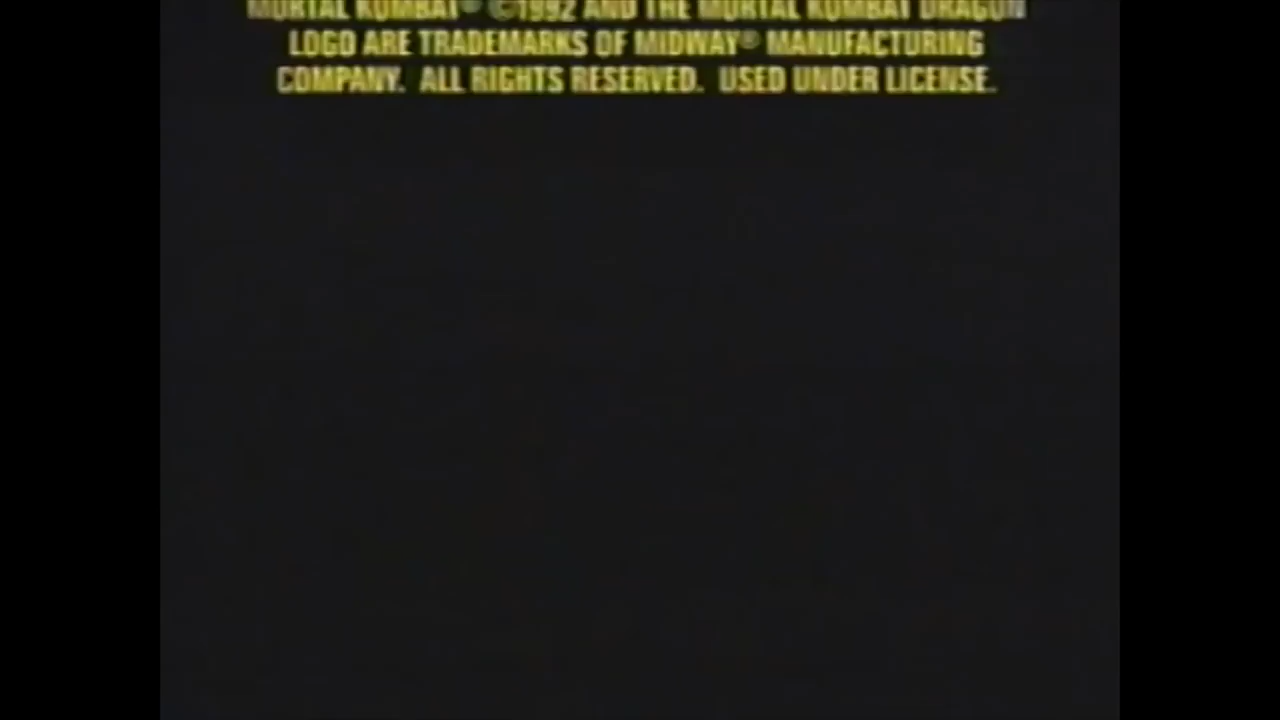 MORTAL KOMBAT® ©1992 AND THE MORTAL KOMBAT DRAGON
LOGO ARE TRADEMARKS OF MIDWAY® MANUFACTURING
COMPANY. ALL RIGHTS RESERVED. USED UNDER LICENSE.